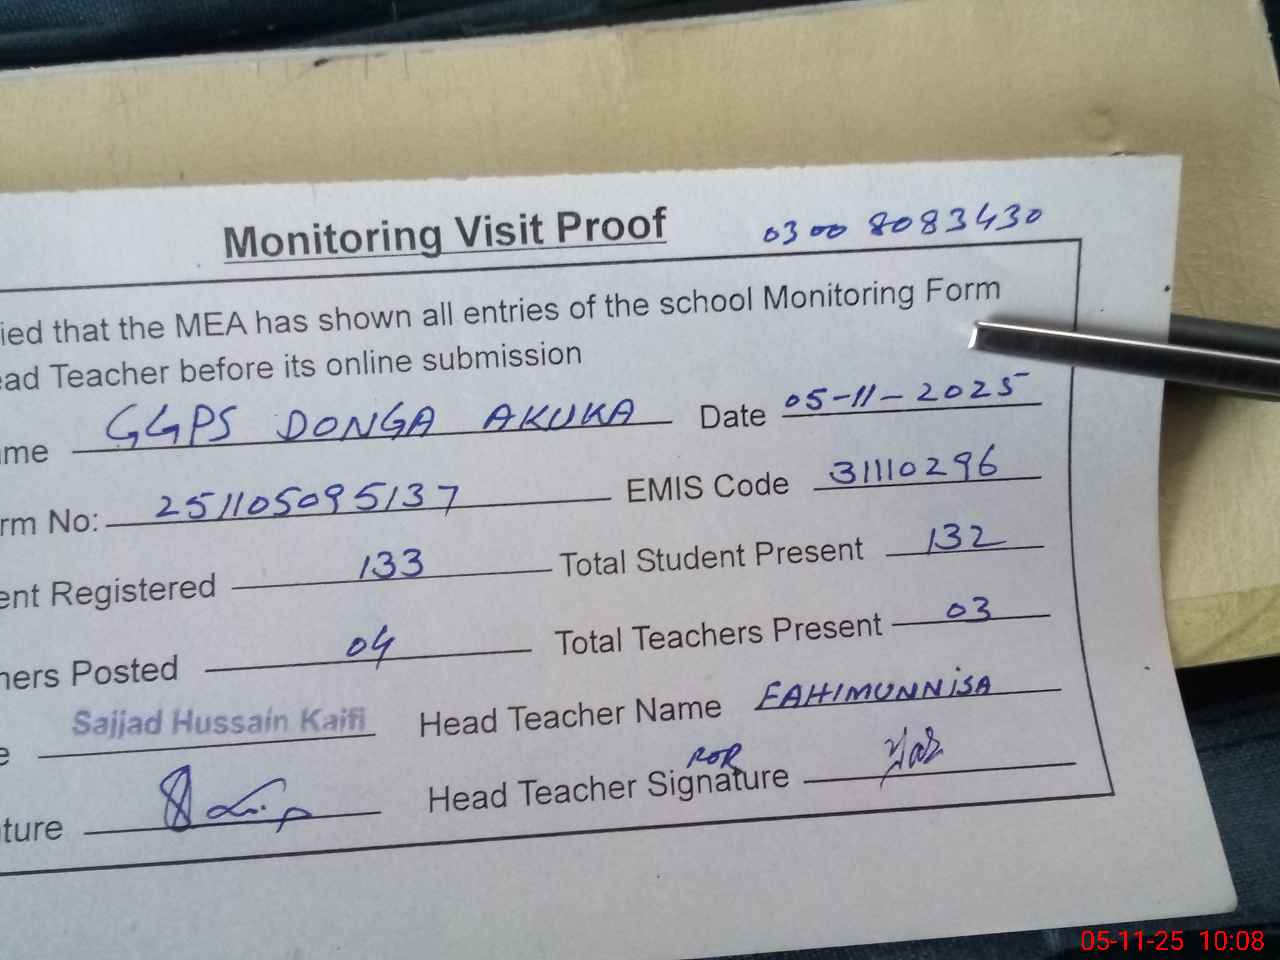 Monitoring Visit Proof 0300 8083430
ied that the MEA has shown all entries of the school Monitoring Form
ead Teacher before its online submission
ame GGPS DONGA AKUKA Date 05-11-2025
rm No: 251105095137 EMIS Code 31110296
ent Registered 133 Total Student Present 132
hers Posted 04 Total Teachers Present 03
e Sajjad Hussain Kaifi Head Teacher Name FAHIMUNNISA
ture Head Teacher Signature
05-11-25 10:08